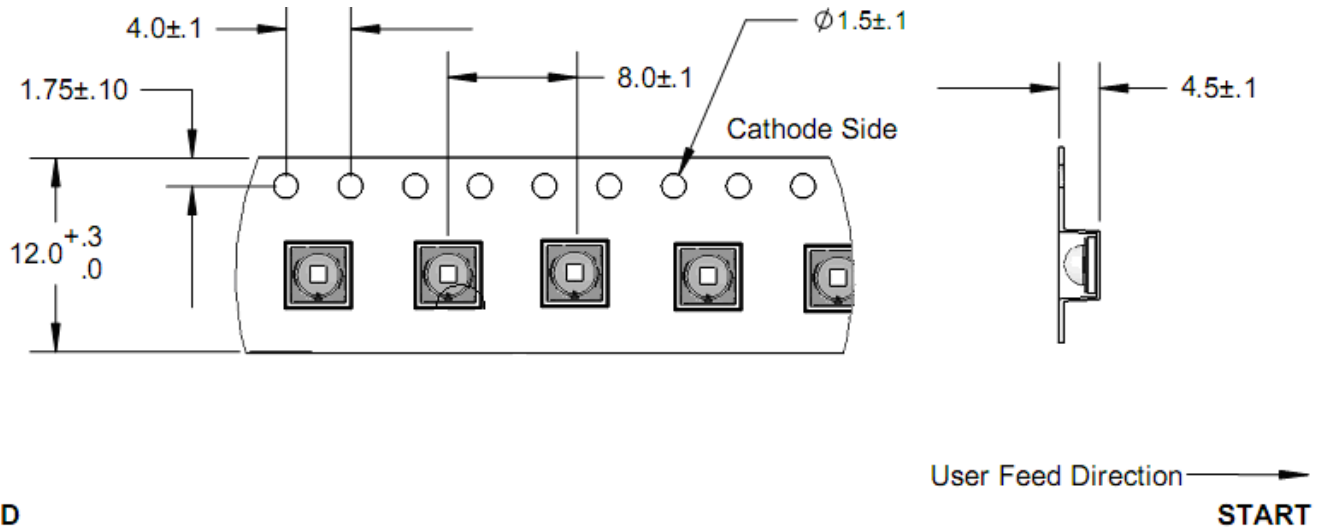 4.0±.1
⌀1.5±.1
1.75±.10
8.0±.1
4.5±.1
Cathode Side
12.0 +.3
.0
User Feed Direction
D
START